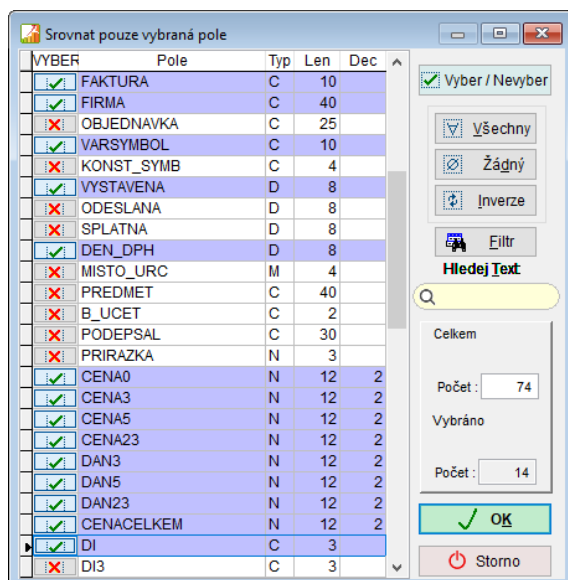 Srovnat pouze vybraná pole
VYBER Pole Typ Len Dec
FAKTURA C 10
FIRMA C 40
OBJEDNAVKA C 25
VARSYMBOL C 10
KONST_SYMB C 4
VYSTAVENA D 8
ODESLANA D 8
SPLATNA D 8
DEN_DPH D 8
MISTO_URC M 4
PREDMET C 40
B_UCET C 2
PODEPSAL C 30
PRIRAZKA N 3
CENA0 N 12 2
CENA3 N 12 2
CENA5 N 12 2
CENA23 N 12 2
DAN3 N 12 2
DAN5 N 12 2
DAN23 N 12 2
CENACELKEM N 12 2
DI C 3
DI3 C 3
Vyber / Nevyber
Všechny
Žádný
Inverze
Filtr
Hledej Text:
Celkem
Počet : 74
Vybráno
Počet : 14
OK
Storno